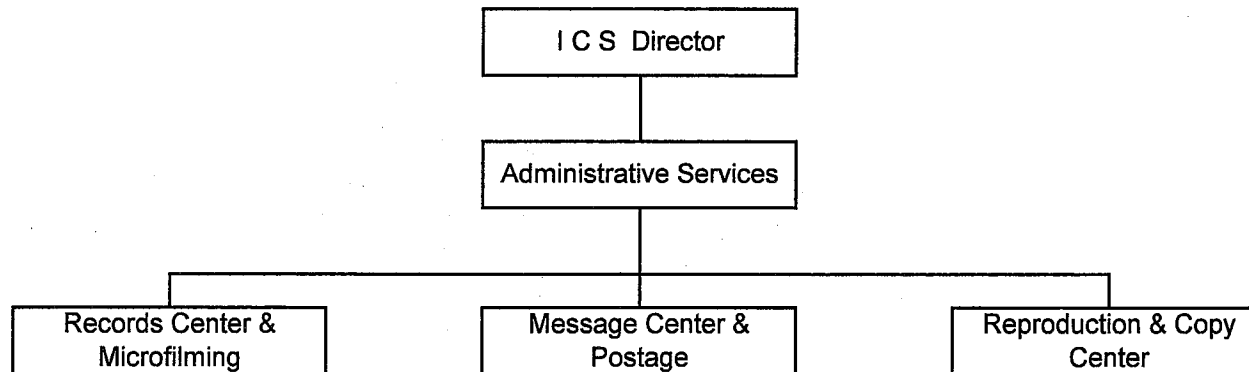 I C S Director
Administrative Services
Records Center &
Microfilming
Message Center &
Postage
Reproduction & Copy
Center